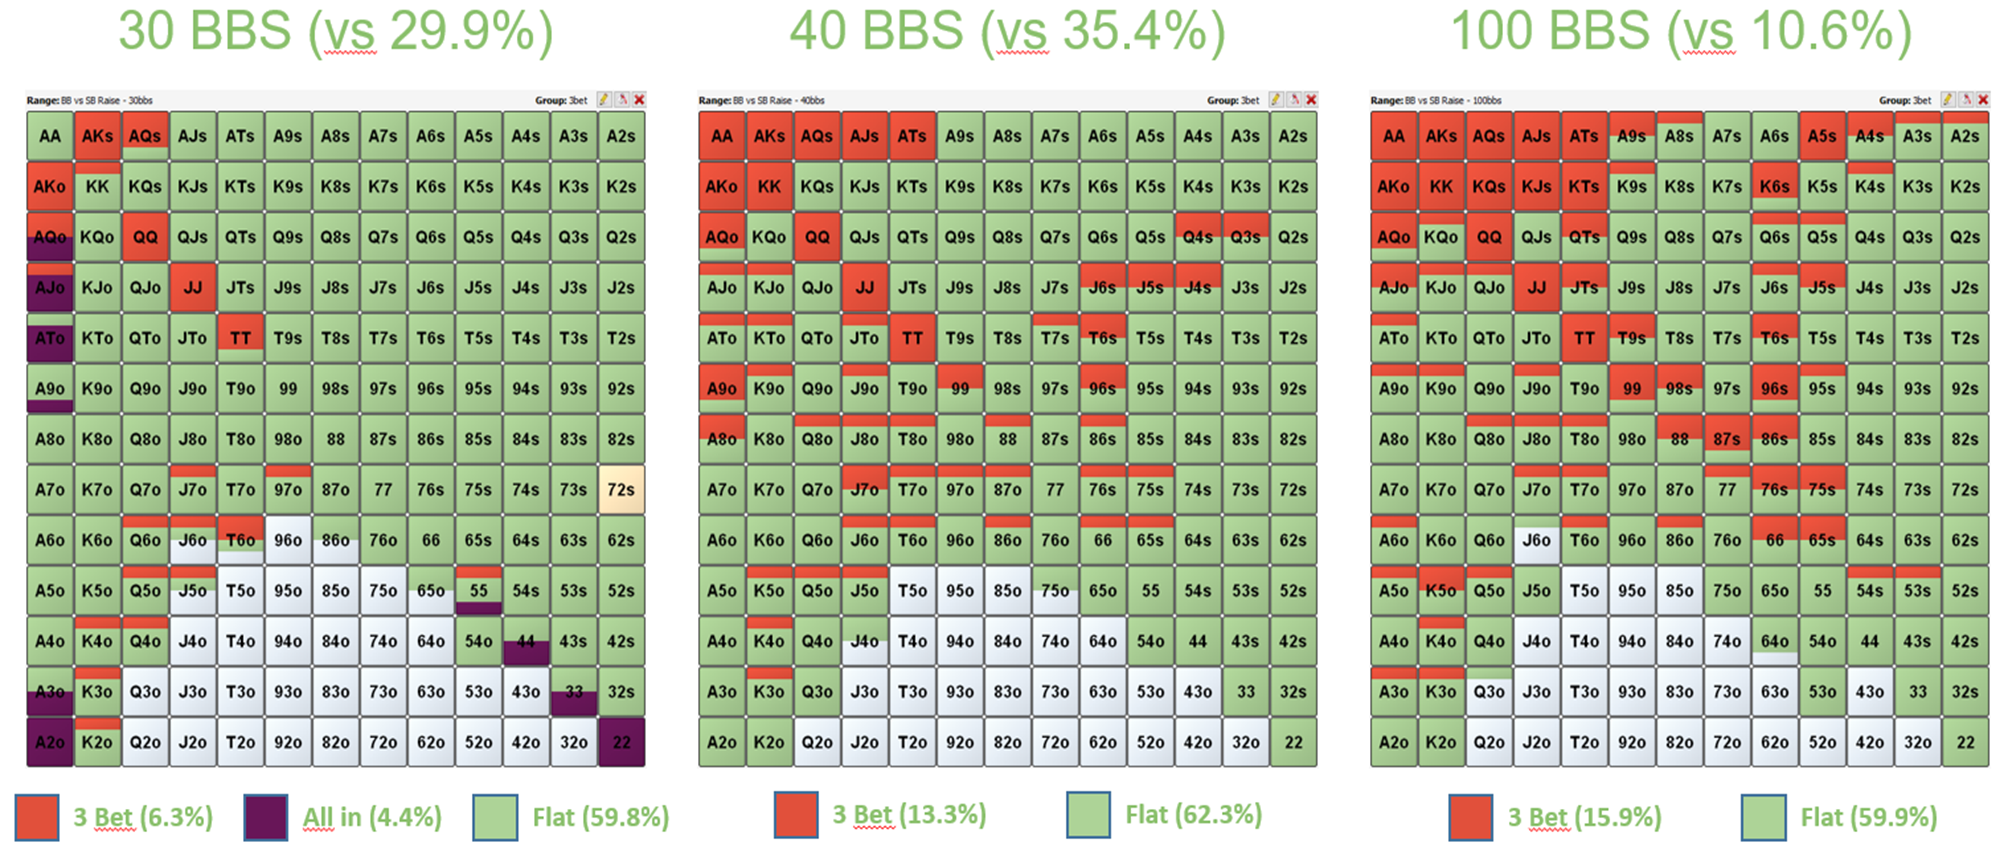 30 BBS (vs 29.9%)
40 BBS (vs 35.4%)
100 BBS (vs 10.6%)
Range: BB vs SB Raise - 30bbs Group: 3bet
AA AKs AQs AJs ATs A9s A8s A7s A6s A5s A4s A3s A2s
AKo KK KQs KJs KTs K9s K8s K7s K6s K5s K4s K3s K2s
AQo KQo QQ QJs QTs Q9s Q8s Q7s Q6s Q5s Q4s Q3s Q2s
AJo KJo QJo JJ JTs J9s J8s J7s J6s J5s J4s J3s J2s
ATo KTo QTo JTo TT T9s T8s T7s T6s T5s T4s T3s T2s
A9o K9o Q9o J9o T9o 99 98s 97s 96s 95s 94s 93s 92s
A8o K8o Q8o J8o T8o 98o 88 87s 86s 85s 84s 83s 82s
A7o K7o Q7o J7o T7o 97o 87o 77 76s 75s 74s 73s 72s
A6o K6o Q6o J6o T6o 96o 86o 76o 66 65s 64s 63s 62s
A5o K5o Q5o J5o T5o 95o 85o 75o 65o 55 54s 53s 52s
A4o K4o Q4o J4o T4o 94o 84o 74o 64o 54o 44 43s 42s
A3o K3o Q3o J3o T3o 93o 83o 73o 63o 53o 43o 33 32s
A2o K2o Q2o J2o T2o 92o 82o 72o 62o 52o 42o 32o 22
3 Bet (6.3%) All in (4.4%) Flat (59.8%)
Range: BB vs SB Raise - 40bbs Group: 3bet
AA AKs AQs AJs ATs A9s A8s A7s A6s A5s A4s A3s A2s
AKo KK KQs KJs KTs K9s K8s K7s K6s K5s K4s K3s K2s
AQo KQo QQ QJs QTs Q9s Q8s Q7s Q6s Q5s Q4s Q3s Q2s
AJo KJo QJo JJ JTs J9s J8s J7s J6s J5s J4s J3s J2s
ATo KTo QTo JTo TT T9s T8s T7s T6s T5s T4s T3s T2s
A9o K9o Q9o J9o T9o 99 98s 97s 96s 95s 94s 93s 92s
A8o K8o Q8o J8o T8o 98o 88 87s 86s 85s 84s 83s 82s
A7o K7o Q7o J7o T7o 97o 87o 77 76s 75s 74s 73s 72s
A6o K6o Q6o J6o T6o 96o 86o 76o 66 65s 64s 63s 62s
A5o K5o Q5o J5o T5o 95o 85o 75o 65o 55 54s 53s 52s
A4o K4o Q4o J4o T4o 94o 84o 74o 64o 54o 44 43s 42s
A3o K3o Q3o J3o T3o 93o 83o 73o 63o 53o 43o 33 32s
A2o K2o Q2o J2o T2o 92o 82o 72o 62o 52o 42o 32o 22
3 Bet (13.3%) Flat (62.3%)
Range: BB vs SB Raise - 100bbs Group: 3bet
AA AKs AQs AJs ATs A9s A8s A7s A6s A5s A4s A3s A2s
AKo KK KQs KJs KTs K9s K8s K7s K6s K5s K4s K3s K2s
AQo KQo QQ QJs QTs Q9s Q8s Q7s Q6s Q5s Q4s Q3s Q2s
AJo KJo QJo JJ JTs J9s J8s J7s J6s J5s J4s J3s J2s
ATo KTo QTo JTo TT T9s T8s T7s T6s T5s T4s T3s T2s
A9o K9o Q9o J9o T9o 99 98s 97s 96s 95s 94s 93s 92s
A8o K8o Q8o J8o T8o 98o 88 87s 86s 85s 84s 83s 82s
A7o K7o Q7o J7o T7o 97o 87o 77 76s 75s 74s 73s 72s
A6o K6o Q6o J6o T6o 96o 86o 76o 66 65s 64s 63s 62s
A5o K5o Q5o J5o T5o 95o 85o 75o 65o 55 54s 53s 52s
A4o K4o Q4o J4o T4o 94o 84o 74o 64o 54o 44 43s 42s
A3o K3o Q3o J3o T3o 93o 83o 73o 63o 53o 43o 33 32s
A2o K2o Q2o J2o T2o 92o 82o 72o 62o 52o 42o 32o 22
3 Bet (15.9%) Flat (59.9%)